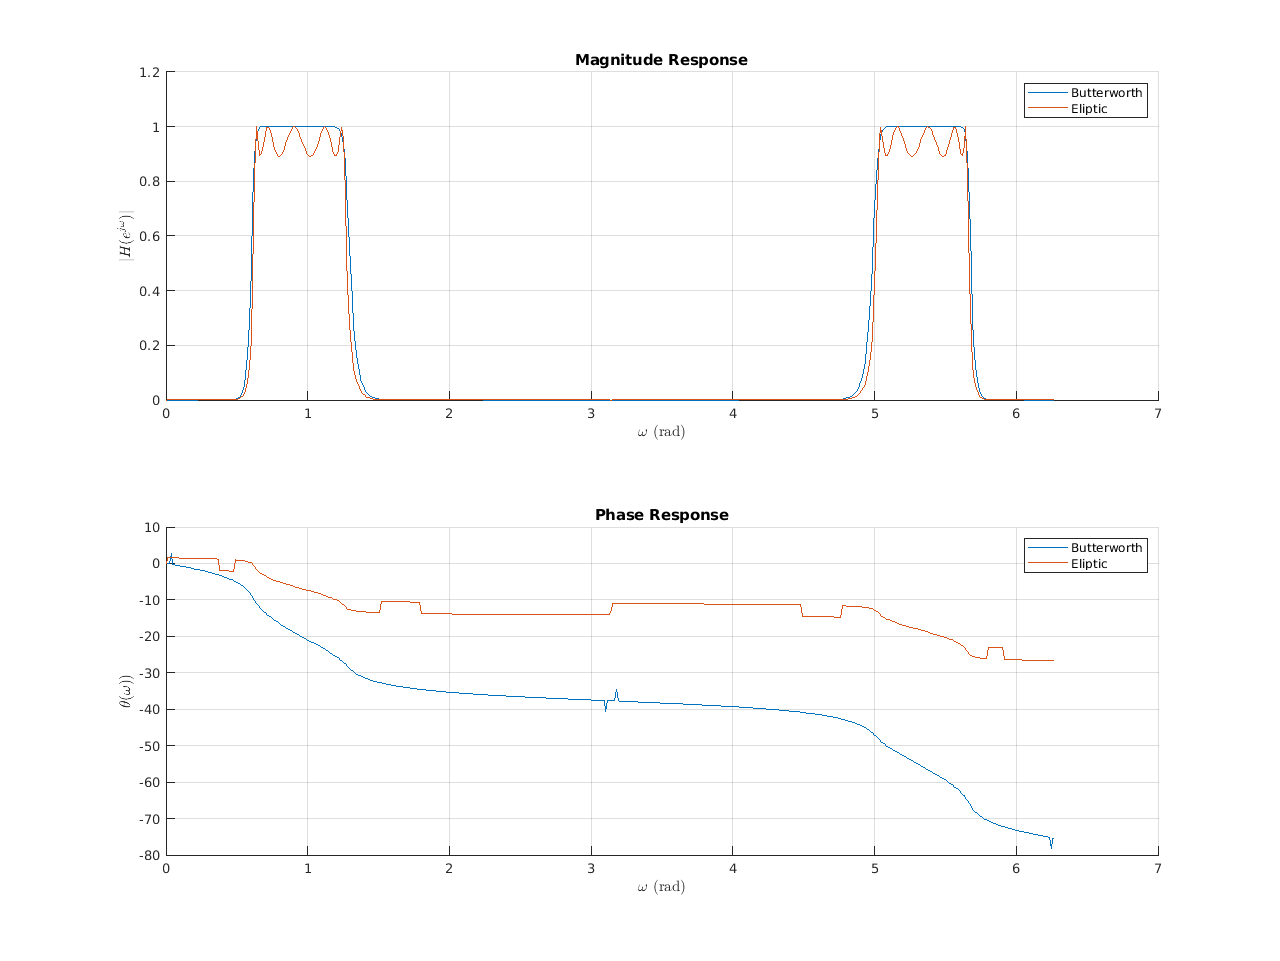 Magnitude Response
1.2
1
0.8
0.6
0.4
0.2
0
|H(e^{jω})|
Butterworth
Eliptic
0 1 2 3 4 5 6 7
ω (rad)
Phase Response
10
0
-10
-20
-30
-40
-50
-60
-70
-80
θ(ω))
Butterworth
Eliptic
0 1 2 3 4 5 6 7
ω (rad)